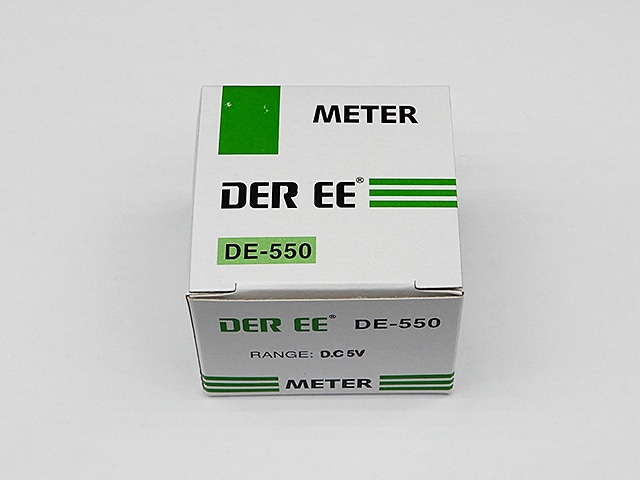 METER
DER EE®
DE-550
DER EE® DE-550
RANGE: D.C 5V
METER